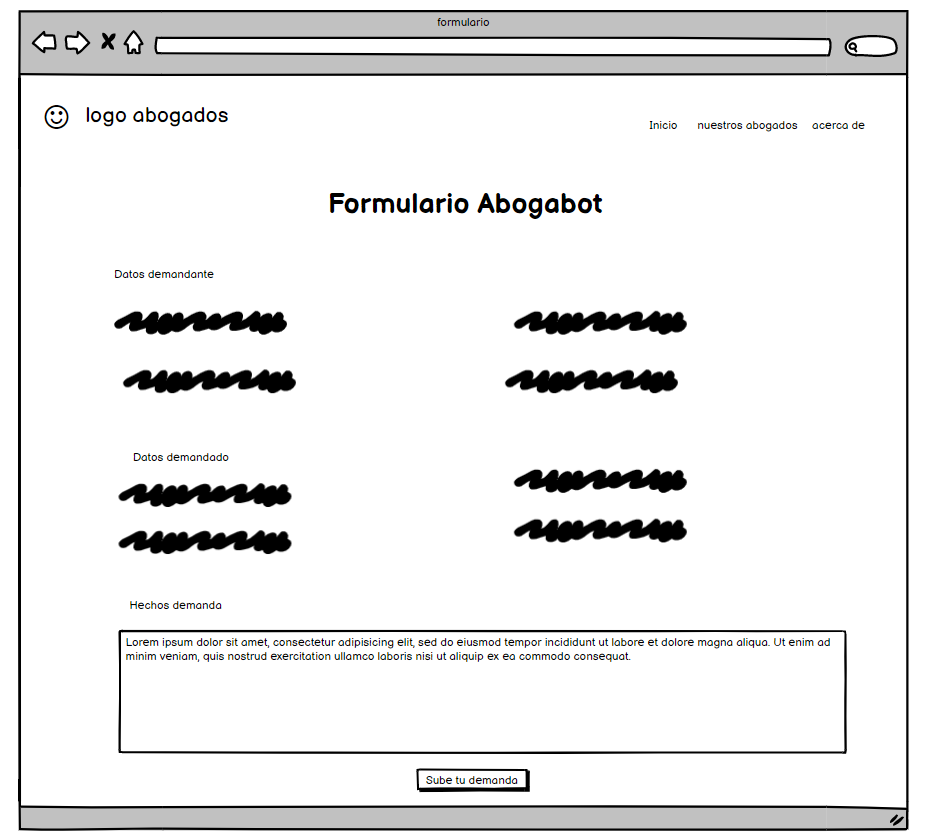 formulario
logo abogados
Inicio nuestros abogados acerca de
Formulario Abogabot
Datos demandante
Datos demandado
Hechos demanda
Lorem ipsum dolor sit amet, consectetur adipisicing elit, sed do eiusmod tempor incididunt ut labore et dolore magna aliqua. Ut enim ad
minim veniam, quis nostrud exercitation ullamco laboris nisi ut aliquip ex ea commodo consequat.
Sube tu demanda